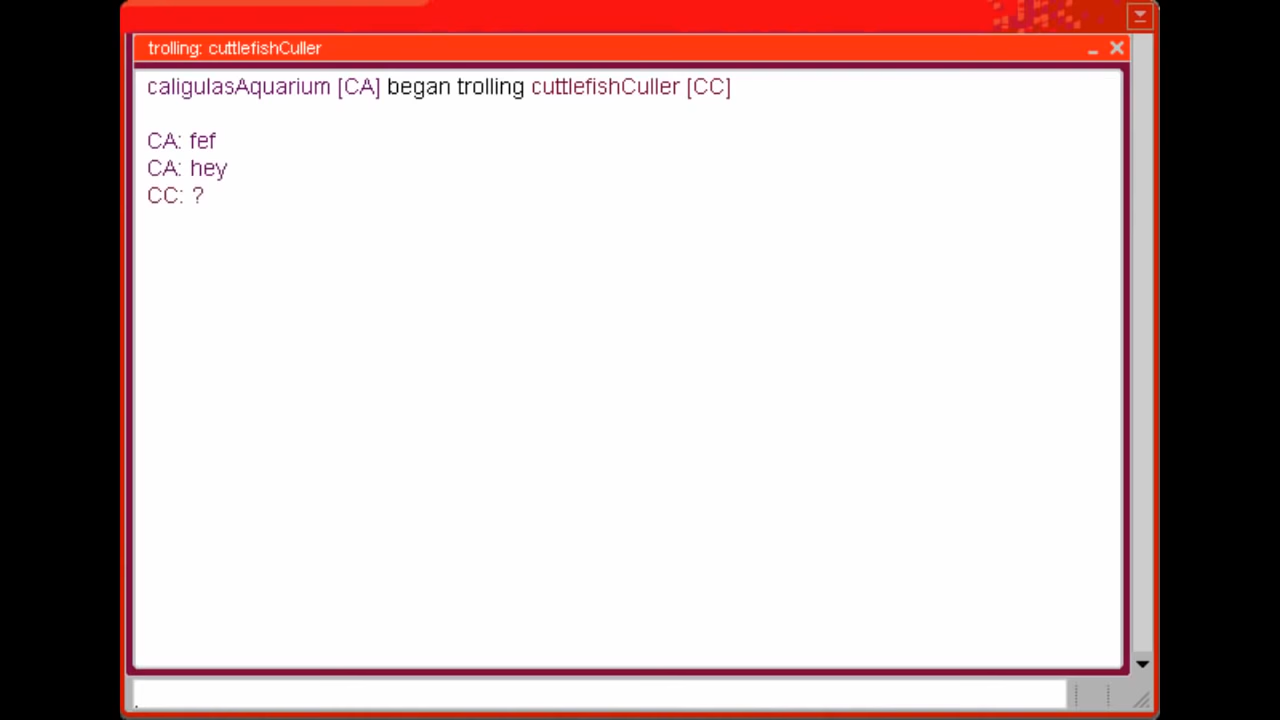 trolling: cuttlefishCuller
caligulasAquarium [CA] began trolling cuttlefishCuller [CC]
CA: fef
CA: hey
CC: ?
.